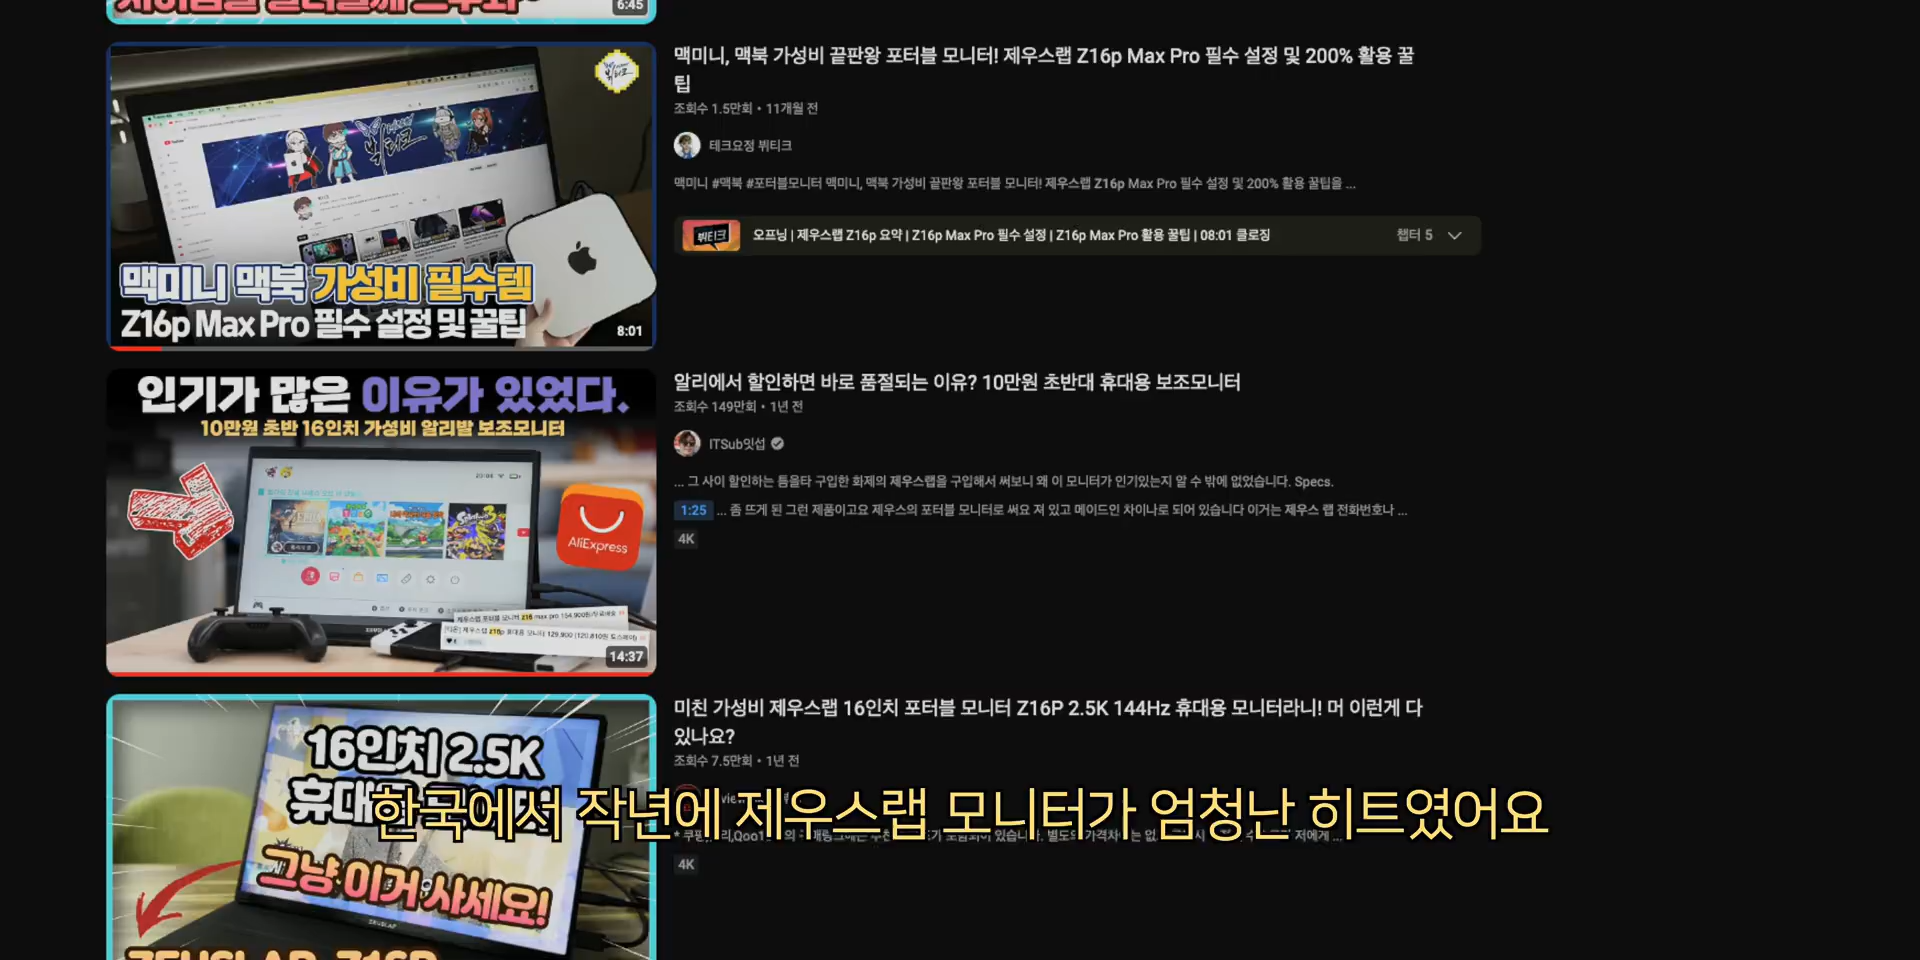 6:45
맥미니 맥북 가성비 필수템
Z16p Max Pro 필수 설정 및 꿀팁
8:01
맥미니, 맥북 가성비 끝판왕 포터블 모니터! 제우스랩 Z16p Max Pro 필수 설정 및 200% 활용 꿀
팁
조회수 1.5만회 • 11개월 전
테크요정 뷔티크
맥미니 #맥북 #포터블모니터 맥미니, 맥북 가성비 끝판왕 포터블 모니터! 제우스랩 Z16p Max Pro 필수 설정 및 200% 활용 꿀팁을 ...
뷔티크
오프닝 | 제우스랩 Z16p 요약 | Z16p Max Pro 필수 설정 | Z16p Max Pro 활용 꿀팁 | 08:01 클로징
챕터 5
인기가 많은 이유가 있었다.
10만원 초반 16인치 가성비 알리발 보조모니터
AliExpress
14:37
알리에서 할인하면 바로 품절되는 이유? 10만원 초반대 휴대용 보조모니터
조회수 149만회 • 1년 전
ITSub잇섭
... 그 사이 할인하는 틈을타 구입한 화제의 제우스랩을 구입해서 써보니 왜 이 모니터가 인기있는지 알 수 밖에 없었습니다. Specs.
1:25 ... 좀 뜨게 된 그런 제품이고요 제우스의 포터블 모니터로 써요 져 있고 메이드인 차이나로 되어 있습니다 이거는 제우스 랩 전화번호나 ...
4K
16인치 2.5K
그냥 이거 사세요!
ZEUSLAP
미친 가성비 제우스랩 16인치 포터블 모니터 Z16P 2.5K 144Hz 휴대용 모니터라니! 머 이런게 다
있나요?
조회수 7.5만회 • 1년 전
한국에서 작년에 제우스랩 모니터가 엄청난 히트였어요
4K